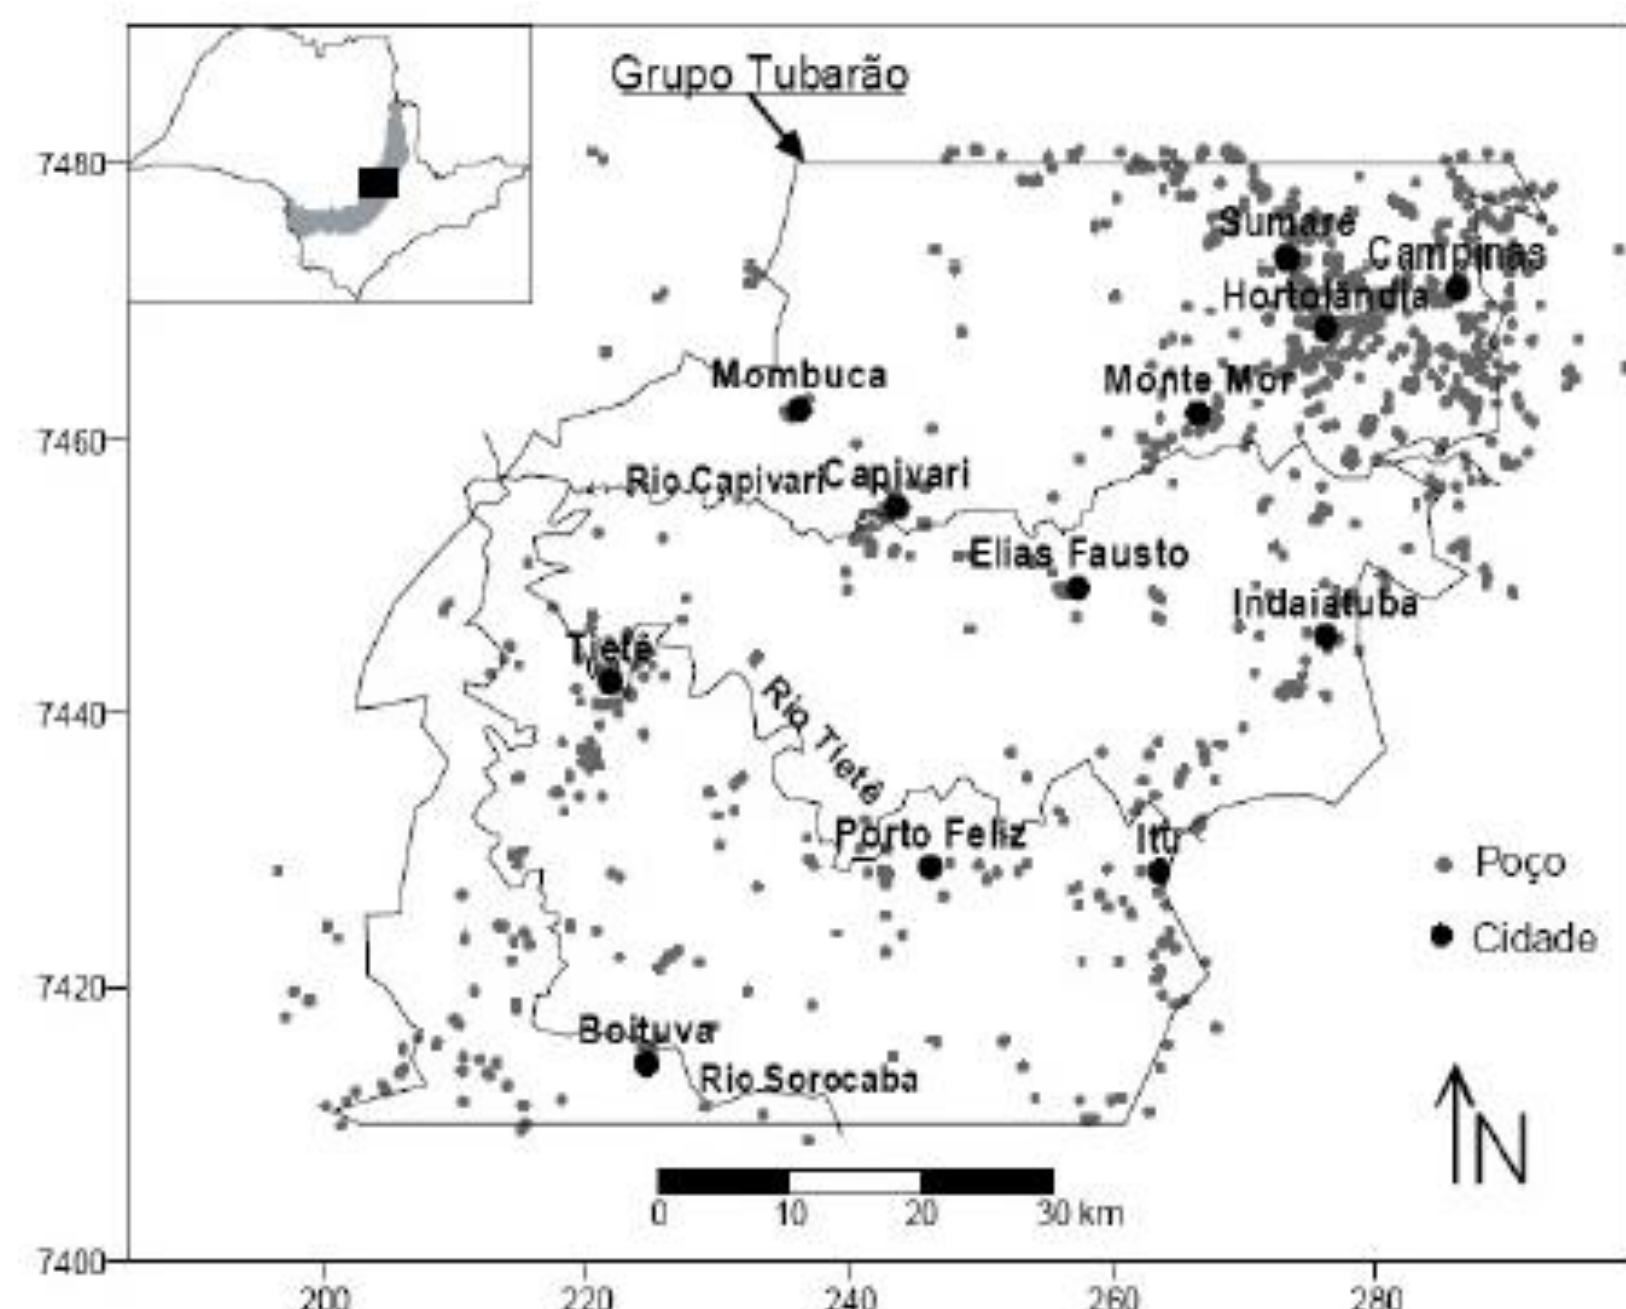 Grupo Tubarão
7480
Sumaré
Campinas
Hortolândia
Mombuca
Monte Mor
7460
Rio Capivari
Capivari
Elias Fausto
Indaiatuba
Tietê
7440
Rio Tietê
Porto Feliz
Itu
Poço
Cidade
7420
Boituva
Rio Sorocaba
N
0 10 20 30 km
7400
200 220 240 260 280